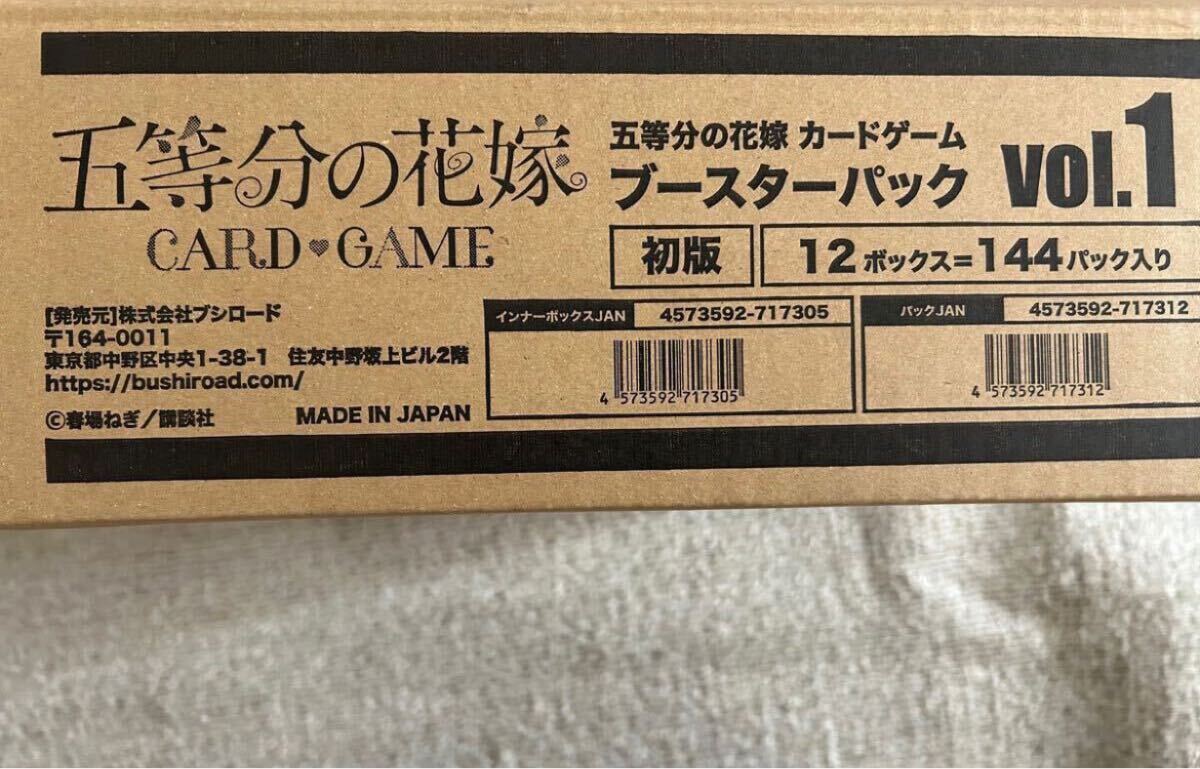 五等分の花嫁
CARD♥GAME
五等分の花嫁 カードゲーム
ブースターパック vol.1
初版
12ボックス=144パック入り
[発売元]株式会社ブシロード
〒164-0011
東京都中野区中央1-38-1 住友中野坂上ビル2階
https://bushiroad.com/
©春場ねぎ/講談社
MADE IN JAPAN
インナーボックスJAN 4573592-717305
4 573592 717305
パックJAN 4573592-717312
4 573592 717312